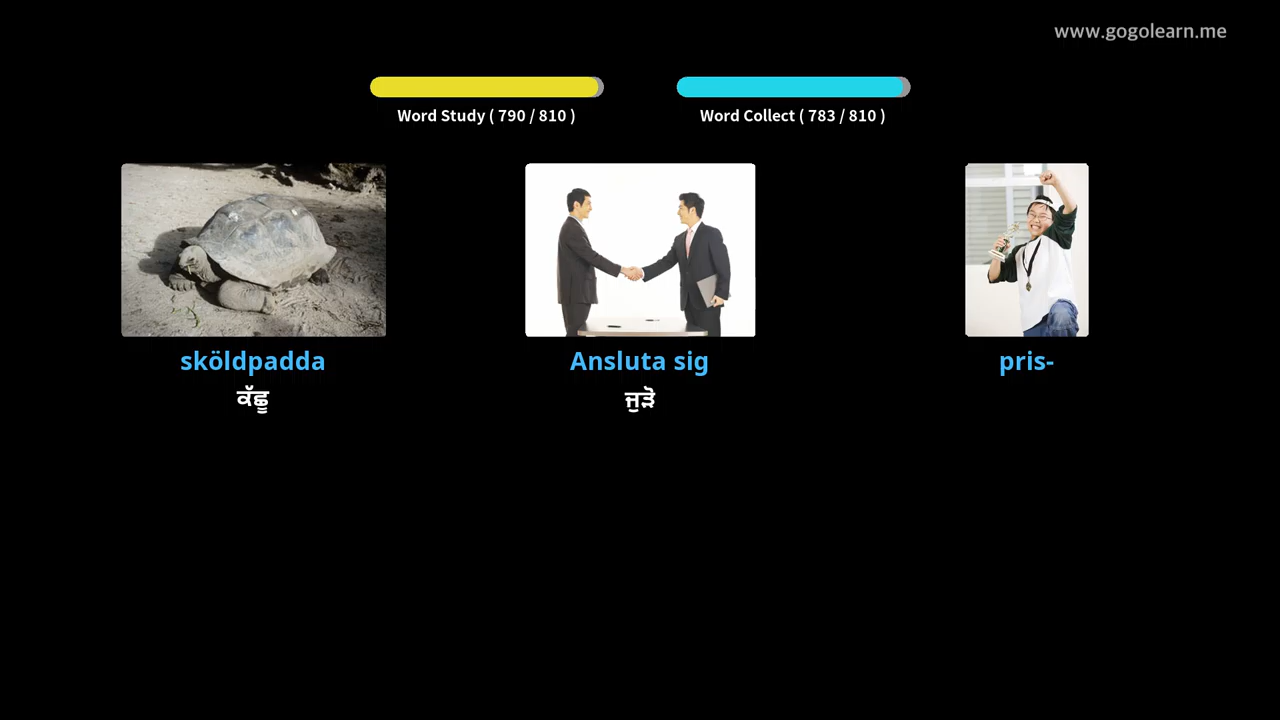 www.gogolearn.me
Word Study ( 790 / 810 )
Word Collect ( 783 / 810 )
sköldpadda
Ansluta sig
pris-
ਕੱਛੂ
ਜੁੜੋ